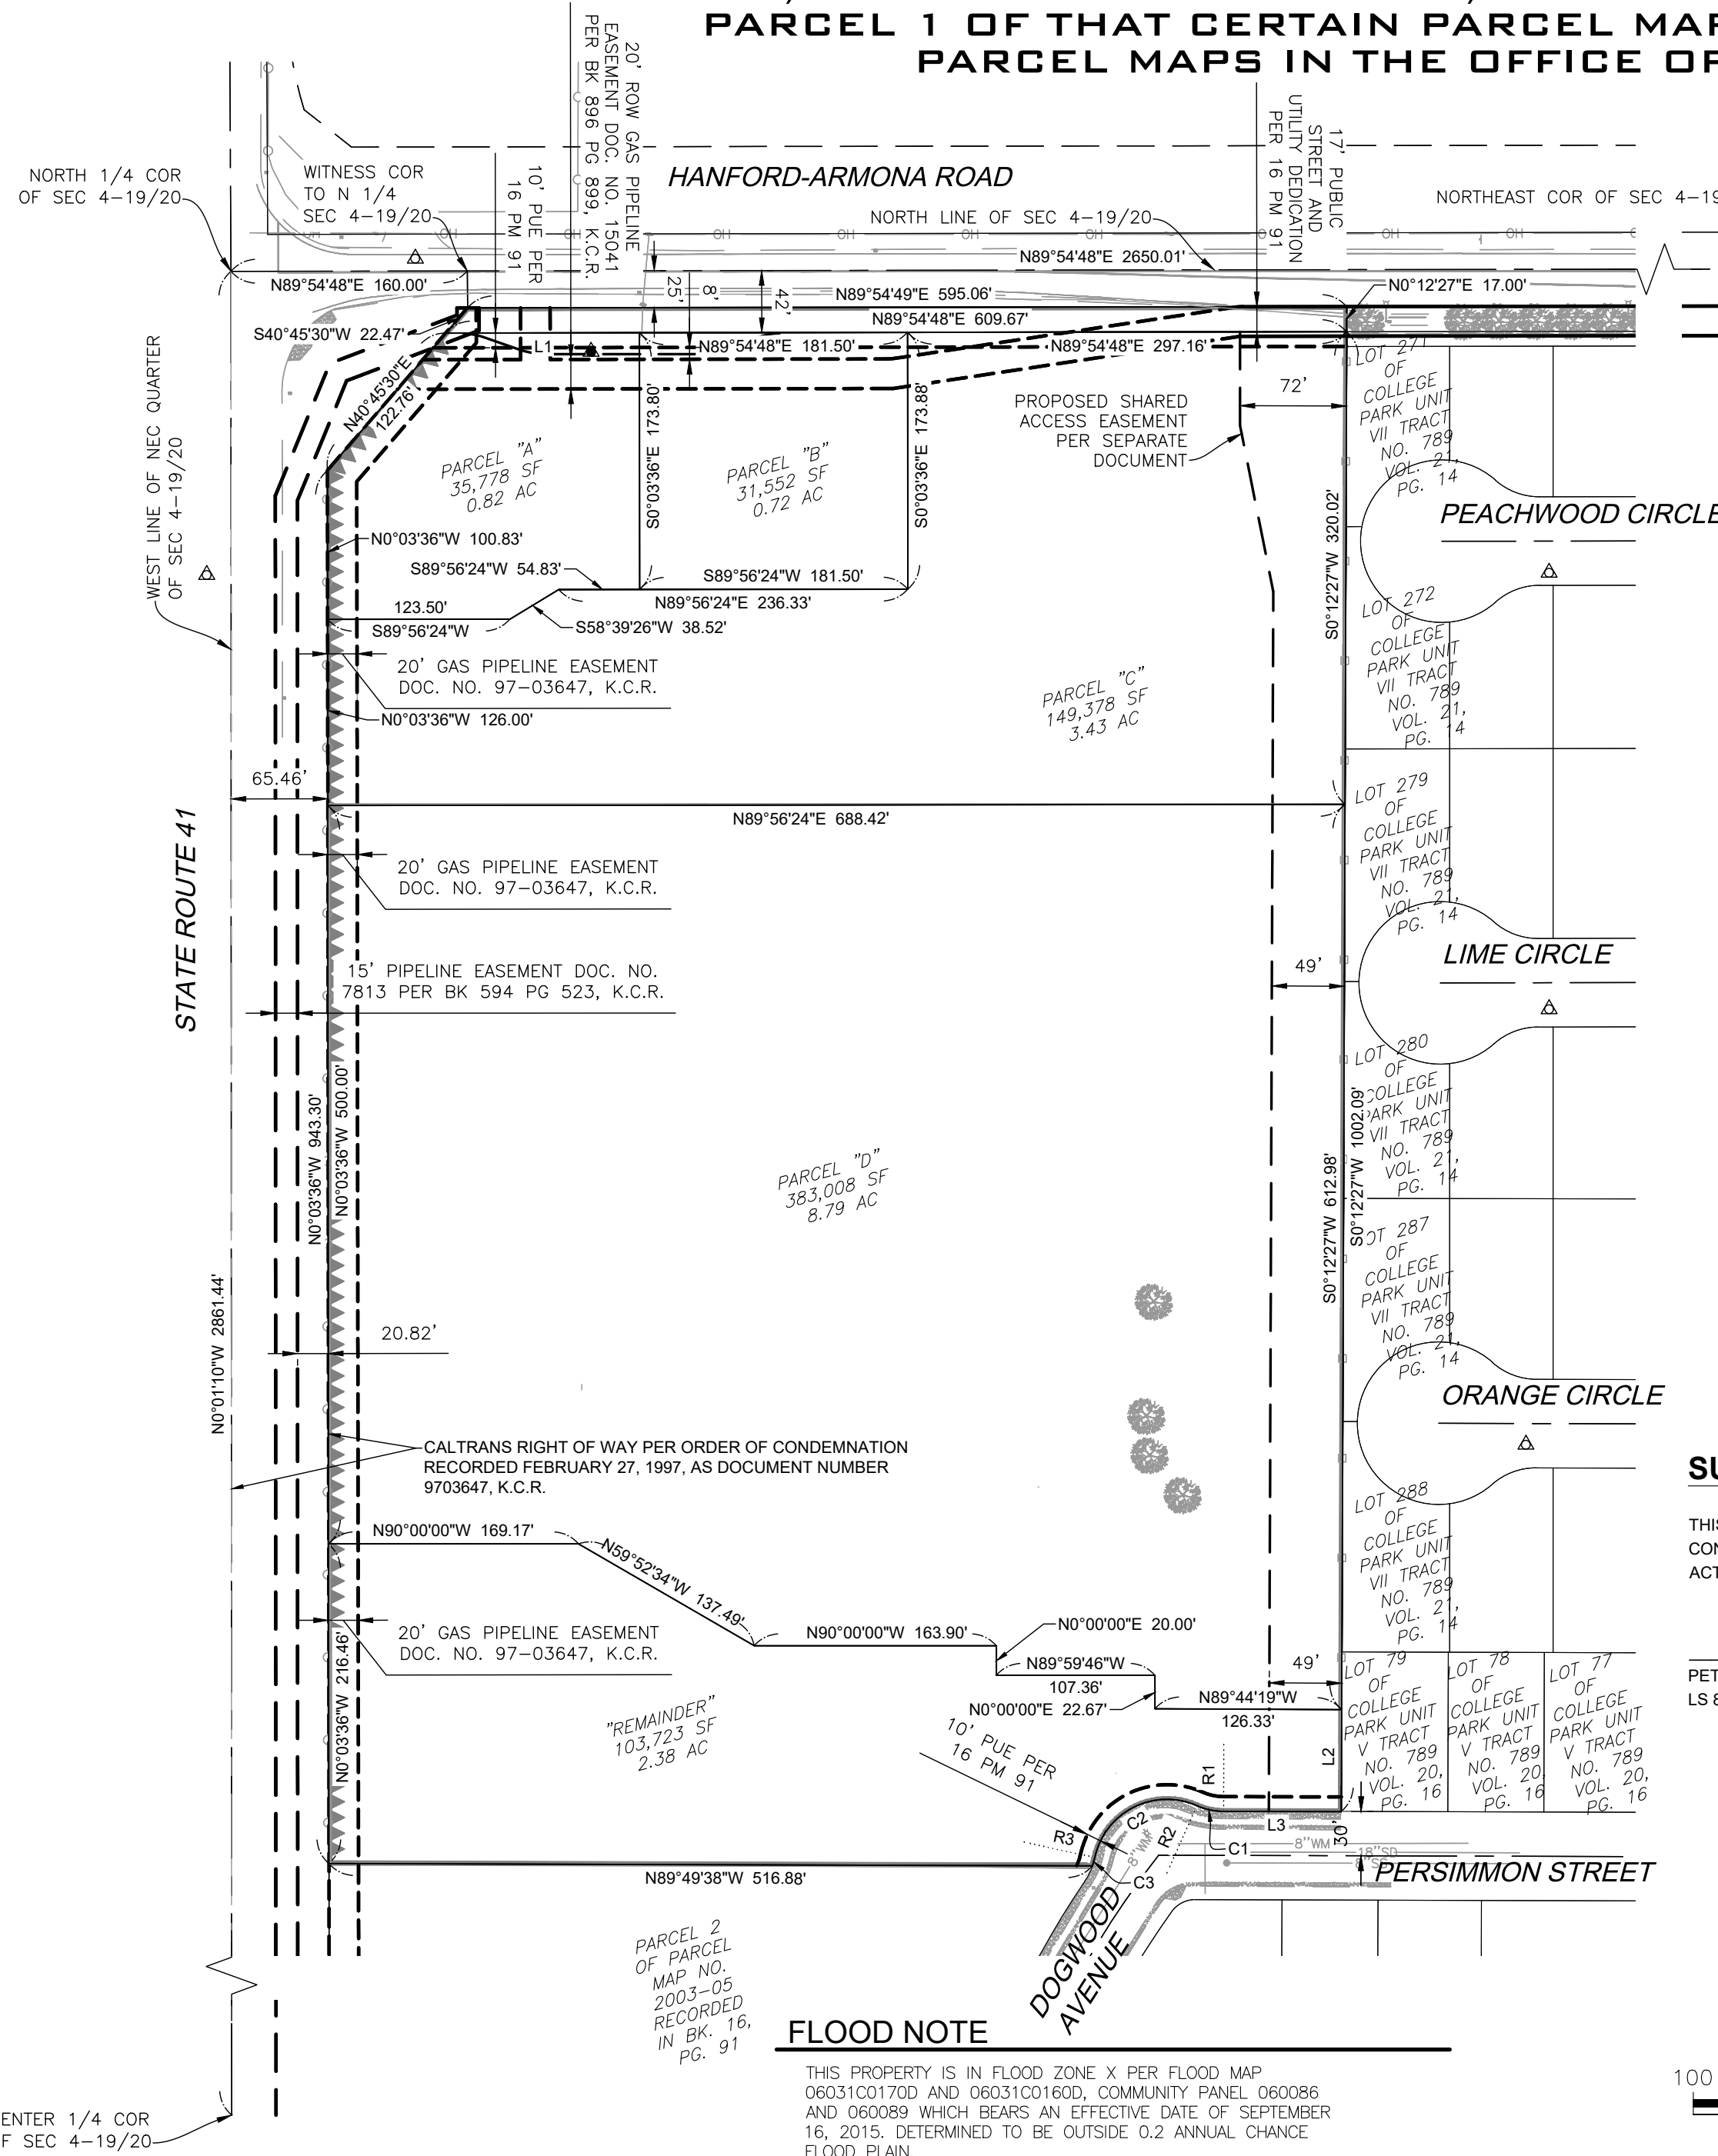 PARCEL 1 OF THAT CERTAIN PARCEL MAP
PARCEL MAPS IN THE OFFICE OF
20' ROW GAS PIPELINE
EASEMENT DOC. NO. 15041
PER BK 896 PG 899, K.C.R.
10' PUE PER
16 PM 91
17' PUBLIC
STREET AND
UTILITY DEDICATION
PER 16 PM 91
NORTH 1/4 COR
OF SEC 4-19/20
WITNESS COR
TO N 1/4
SEC 4-19/20
HANFORD-ARMONA ROAD
NORTH LINE OF SEC 4-19/20
NORTHEAST COR OF SEC 4-19
OH
OH
OH
OH
OH
OH
OH
N89°54'48"E 2650.01'
N89°54'48"E 160.00'
25'
8'
42'
N89°54'49"E 595.06'
N0°12'27"E 17.00'
N89°54'48"E 609.67'
S40°45'30"W 22.47'
L1
N89°54'48"E 181.50'
N89°54'48"E 297.16'
N40°45'30"E
122.76'
72'
PROPOSED SHARED
ACCESS EASEMENT
PER SEPARATE
DOCUMENT
WEST LINE OF NEC QUARTER
OF SEC 4-19/20
PARCEL "A"
35,778 SF
0.82 AC
S0°03'36"E 173.80'
PARCEL "B"
31,552 SF
0.72 AC
S0°03'36"E 173.88'
LOT 271
OF
COLLEGE
PARK UNIT
VII TRACT
NO. 789
VOL. 21,
PG. 14
PEACHWOOD CIRCLE
N0°03'36"W 100.83'
S89°56'24"W 54.83'
S89°56'24"W 181.50'
N89°56'24"E 236.33'
123.50'
S89°56'24"W
S58°39'26"W 38.52'
S0°12'27"W 320.02'
LOT 272
OF
COLLEGE
PARK UNIT
VII TRACT
NO. 789
VOL. 21,
PG. 14
20' GAS PIPELINE EASEMENT
DOC. NO. 97-03647, K.C.R.
N0°03'36"W 126.00'
PARCEL "C"
149,378 SF
3.43 AC
65.46'
N89°56'24"E 688.42'
LOT 279
OF
COLLEGE
PARK UNIT
VII TRACT
NO. 789
VOL. 21,
PG. 14
STATE ROUTE 41
20' GAS PIPELINE EASEMENT
DOC. NO. 97-03647, K.C.R.
LIME CIRCLE
49'
15' PIPELINE EASEMENT DOC. NO.
7813 PER BK 594 PG 523, K.C.R.
LOT 280
OF
COLLEGE
PARK UNIT
VII TRACT
NO. 789
VOL. 21,
PG. 14
N0°03'36"W 943.30'
N0°03'36"W 500.00'
PARCEL "D"
383,008 SF
8.79 AC
S0°12'27"W 612.98'
S0°12'27"W 1002.09'
LOT 287
OF
COLLEGE
PARK UNIT
VII TRACT
NO. 789
VOL. 21,
PG. 14
N0°01'10"W 2861.44'
20.82'
ORANGE CIRCLE
CALTRANS RIGHT OF WAY PER ORDER OF CONDEMNATION
RECORDED FEBRUARY 27, 1997, AS DOCUMENT NUMBER
9703647, K.C.R.
SU
THIS
CON
ACT
LOT 288
OF
COLLEGE
PARK UNIT
VII TRACT
NO. 789
VOL. 21,
PG. 14
N90°00'00"W 169.17'
N59°52'34"W 137.49'
N90°00'00"W 163.90'
N0°00'00"E 20.00'
N89°59'46"W
107.36'
N0°00'00"E 22.67'
49'
N89°44'19"W
126.33'
20' GAS PIPELINE EASEMENT
DOC. NO. 97-03647, K.C.R.
N0°03'36"W 216.46'
LOT 79
OF
COLLEGE
PARK UNIT
V TRACT
NO. 789
VOL. 20,
PG. 16
LOT 78
OF
COLLEGE
PARK UNIT
V TRACT
NO. 789
VOL. 20,
PG. 16
LOT 77
OF
COLLEGE
PARK UNIT
V TRACT
NO. 789
VOL. 20,
PG. 16
PET
LS 8
"REMAINDER"
103,723 SF
2.38 AC
10' PUE PER
16 PM 91
R1
L2
R3
C2
R2
8"WM
C1
L3
30'
8"WM
18"SD
C3
PERSIMMON STREET
N89°49'38"W 516.88'
DOGWOOD
AVENUE
PARCEL 2
OF PARCEL
MAP NO.
2003-05
RECORDED
IN BK. 16,
PG. 91
FLOOD NOTE
THIS PROPERTY IS IN FLOOD ZONE X PER FLOOD MAP
06031C0170D AND 06031C0160D, COMMUNITY PANEL 060086
AND 060089 WHICH BEARS AN EFFECTIVE DATE OF SEPTEMBER
16, 2015. DETERMINED TO BE OUTSIDE 0.2 ANNUAL CHANCE
FLOOD PLAIN.
100
ENTER 1/4 COR
F SEC 4-19/20